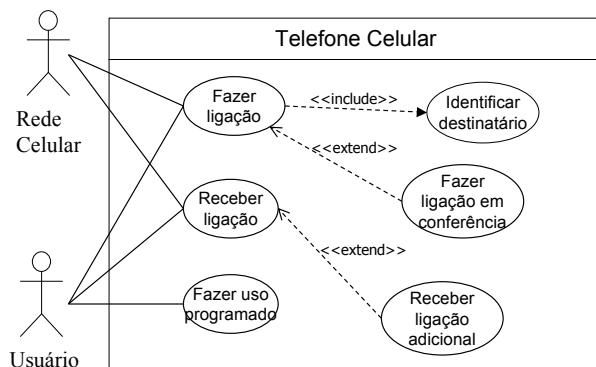 Telefone Celular
Rede
Celular
Fazer
ligação
<<include>>
Identificar
destinatário
<<extend>>
Fazer
ligação em
conferência
Receber
ligação
<<extend>>
Fazer uso
programado
Receber
ligação
adicional
Usuário